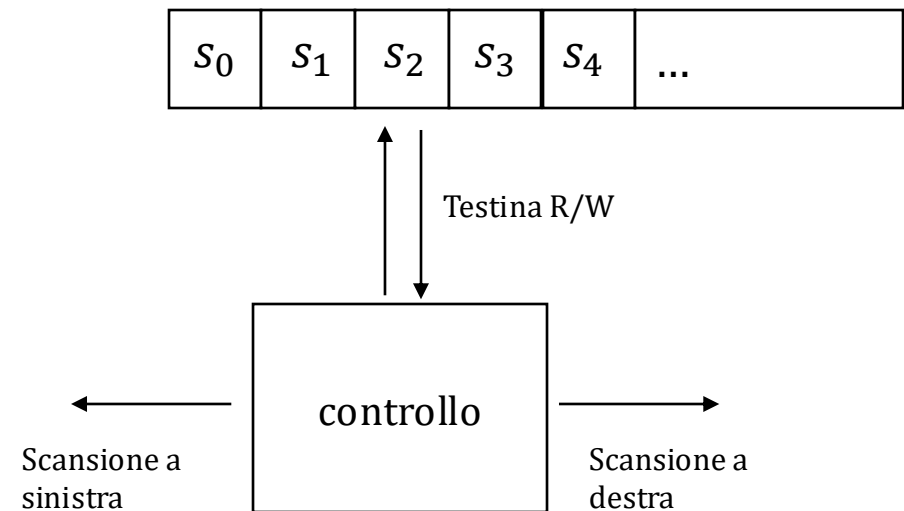 s₀ s₁ s₂ s₃ s₄ ...
Testina R/W
controllo
Scansione a
sinistra
Scansione a
destra